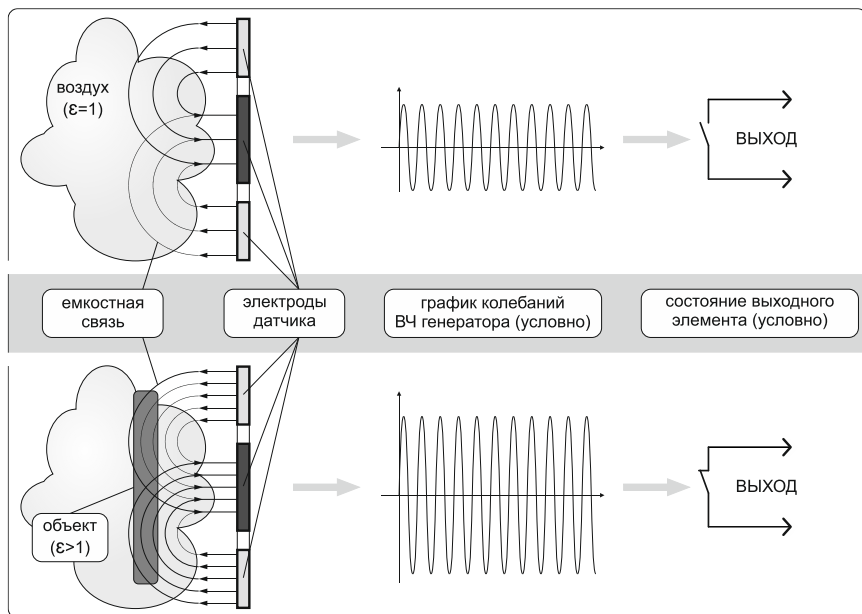 воздух
(ε=1)
ВЫХОД
емкостная
связь
электроды
датчика
график колебаний
ВЧ генератора (условно)
состояние выходного
элемента (условно)
объект
(ε>1)
ВЫХОД